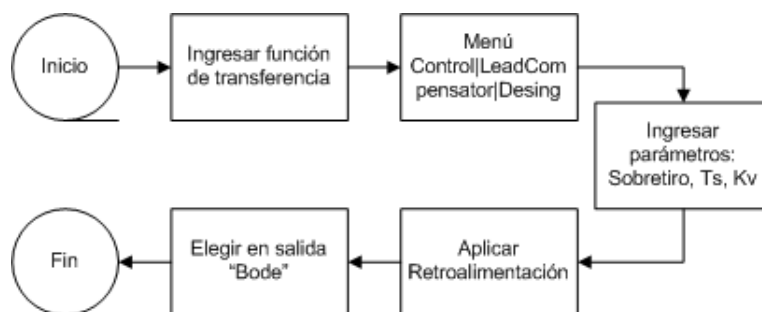 Inicio
Ingresar función
de transferencia
Menú
Control|LeadCom
pensator|Desing
Ingresar
parámetros:
Sobretiro, Ts, Kv
Aplicar
Retroalimentación
Elegir en salida
“Bode”
Fin